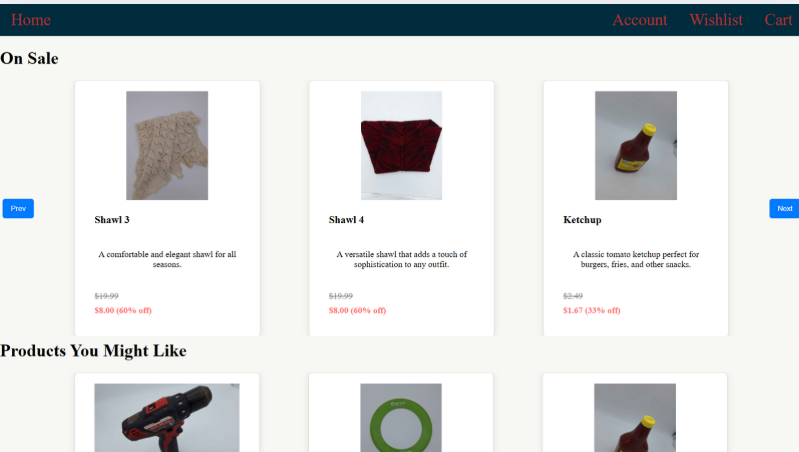 Home
Account Wishlist Cart
On Sale
Prev
Shawl 3
A comfortable and elegant shawl for all
seasons.
$19.99
$8.00 (60% off)
Shawl 4
A versatile shawl that adds a touch of
sophistication to any outfit.
$19.99
$8.00 (60% off)
Ketchup
A classic tomato ketchup perfect for
burgers, fries, and other snacks.
$2.49
$1.67 (33% off)
Next
Products You Might Like